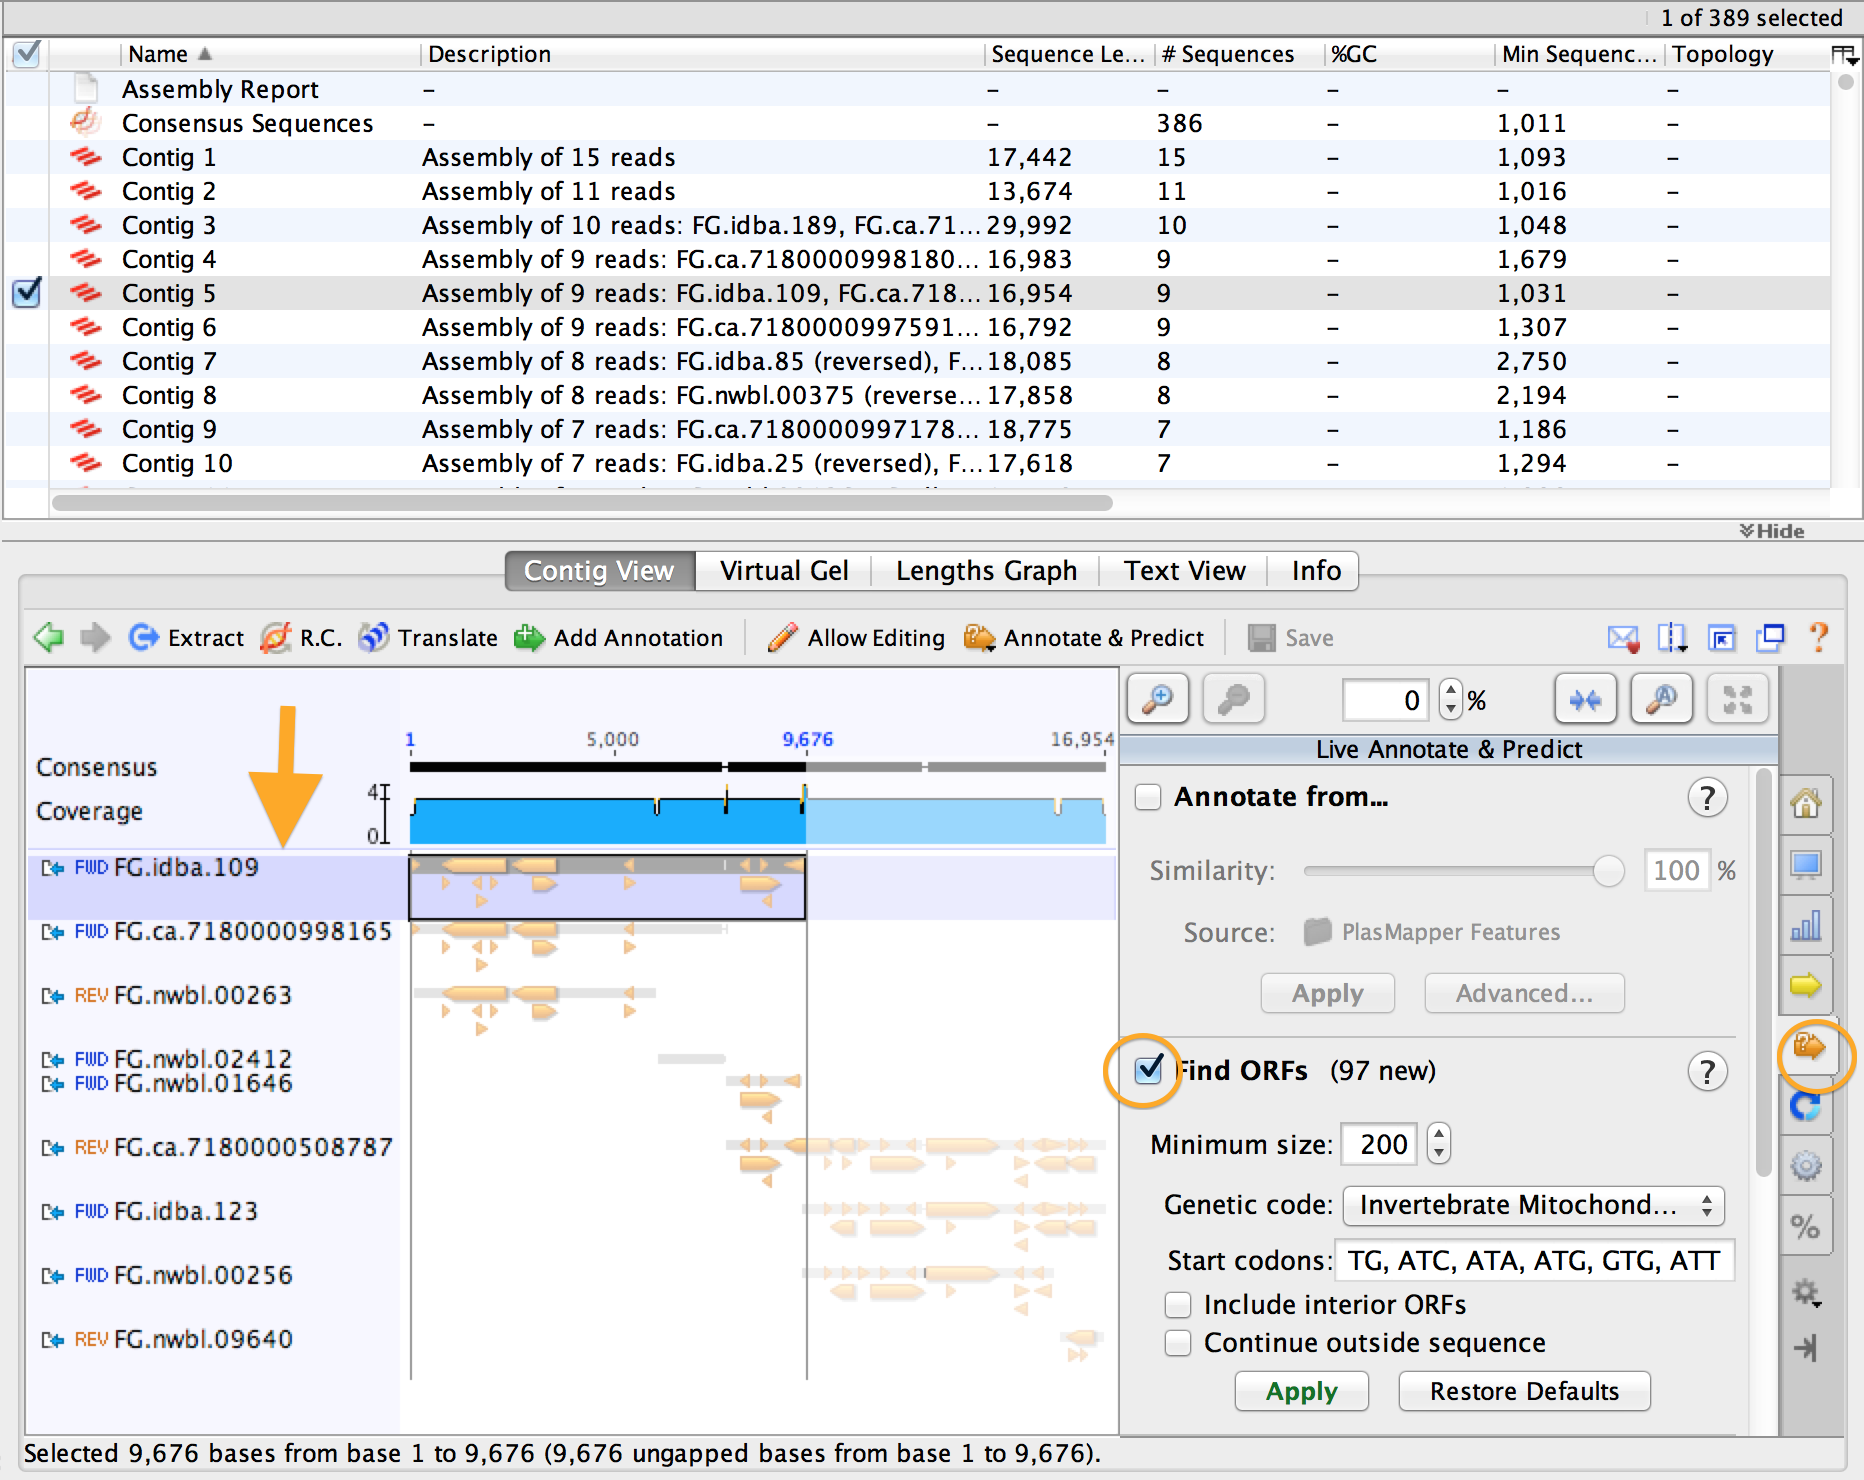 1 of 389 selected
Name Description Sequence Le... # Sequences %GC Min Sequenc... Topology
Assembly Report – – – – – –
Consensus Sequences – – 386 – 1,011 –
Contig 1 Assembly of 15 reads 17,442 15 – 1,093 –
Contig 2 Assembly of 11 reads 13,674 11 – 1,016 –
Contig 3 Assembly of 10 reads: FG.idba.189, FG.ca.71... 29,992 10 – 1,048 –
Contig 4 Assembly of 9 reads: FG.ca.7180000998180... 16,983 9 – 1,679 –
Contig 5 Assembly of 9 reads: FG.idba.109, FG.ca.718... 16,954 9 – 1,031 –
Contig 6 Assembly of 9 reads: FG.ca.7180000997591... 16,792 9 – 1,307 –
Contig 7 Assembly of 8 reads: FG.idba.85 (reversed), F... 18,085 8 – 2,750 –
Contig 8 Assembly of 8 reads: FG.nwbl.00375 (reverse... 17,858 8 – 2,194 –
Contig 9 Assembly of 7 reads: FG.ca.7180000997178... 18,775 7 – 1,186 –
Contig 10 Assembly of 7 reads: FG.idba.25 (reversed), F... 17,618 7 – 1,294 –
Hide
Contig View Virtual Gel Lengths Graph Text View Info
Extract R.C. Translate Add Annotation Allow Editing Annotate & Predict Save ?
0 %
1 5,000 9,676 16,954
Live Annotate & Predict
Consensus
4
Coverage
0
Annotate from... ?
FWD FG.idba.109
Similarity: 100 %
FWD FG.ca.7180000998165
Source: PlasMapper Features
REV FG.nwbl.00263
Apply Advanced...
FWD FG.nwbl.02412
FWD FG.nwbl.01646
Find ORFs (97 new) ?
REV FG.ca.7180000508787
Minimum size: 200
FWD FG.idba.123
Genetic code: Invertebrate Mitochond...
%
FWD FG.nwbl.00256
Start codons: TG, ATC, ATA, ATG, GTG, ATT
Include interior ORFs
REV FG.nwbl.09640
Continue outside sequence
Apply Restore Defaults
Selected 9,676 bases from base 1 to 9,676 (9,676 ungapped bases from base 1 to 9,676).